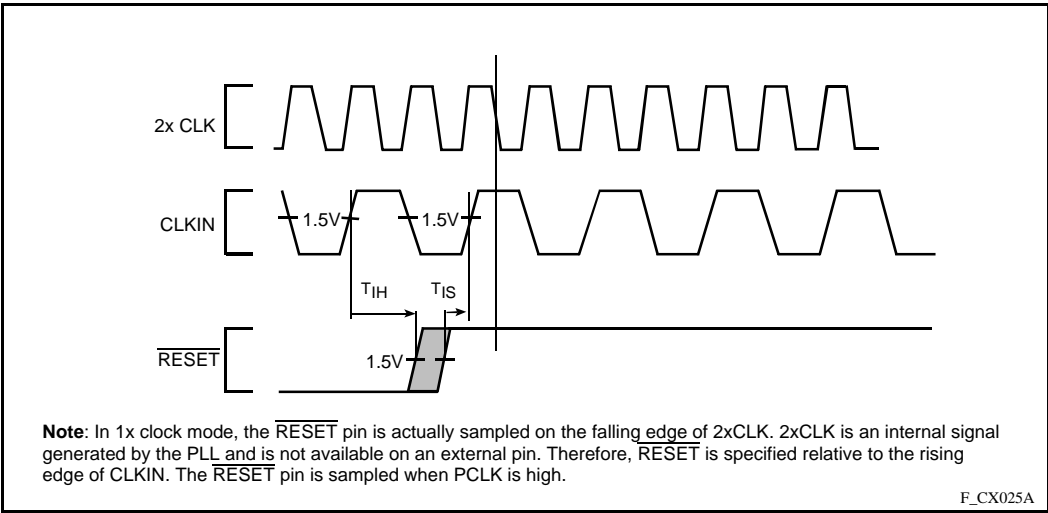 2x CLK
CLKIN
1.5V
1.5V
TIH
TIS
RESET
1.5V
Note: In 1x clock mode, the RESET pin is actually sampled on the falling edge of 2xCLK. 2xCLK is an internal signal
generated by the PLL and is not available on an external pin. Therefore, RESET is specified relative to the rising
edge of CLKIN. The RESET pin is sampled when PCLK is high.
F_CX025A